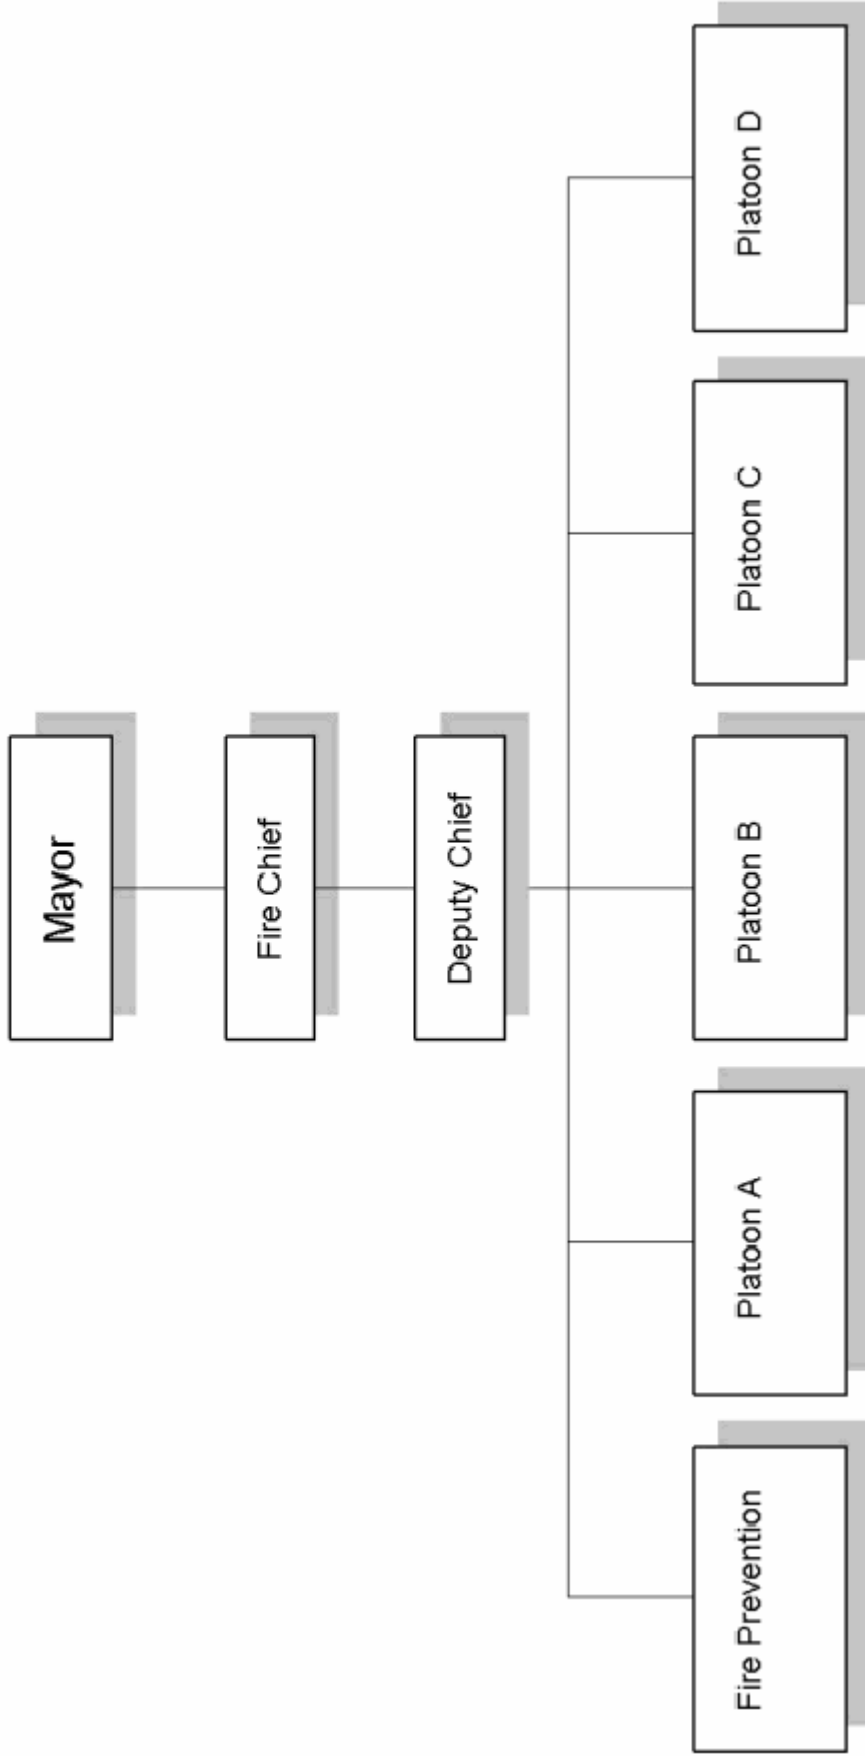 Mayor
Fire Chief
Deputy Chief
Fire Prevention
Platoon A
Platoon B
Platoon C
Platoon D